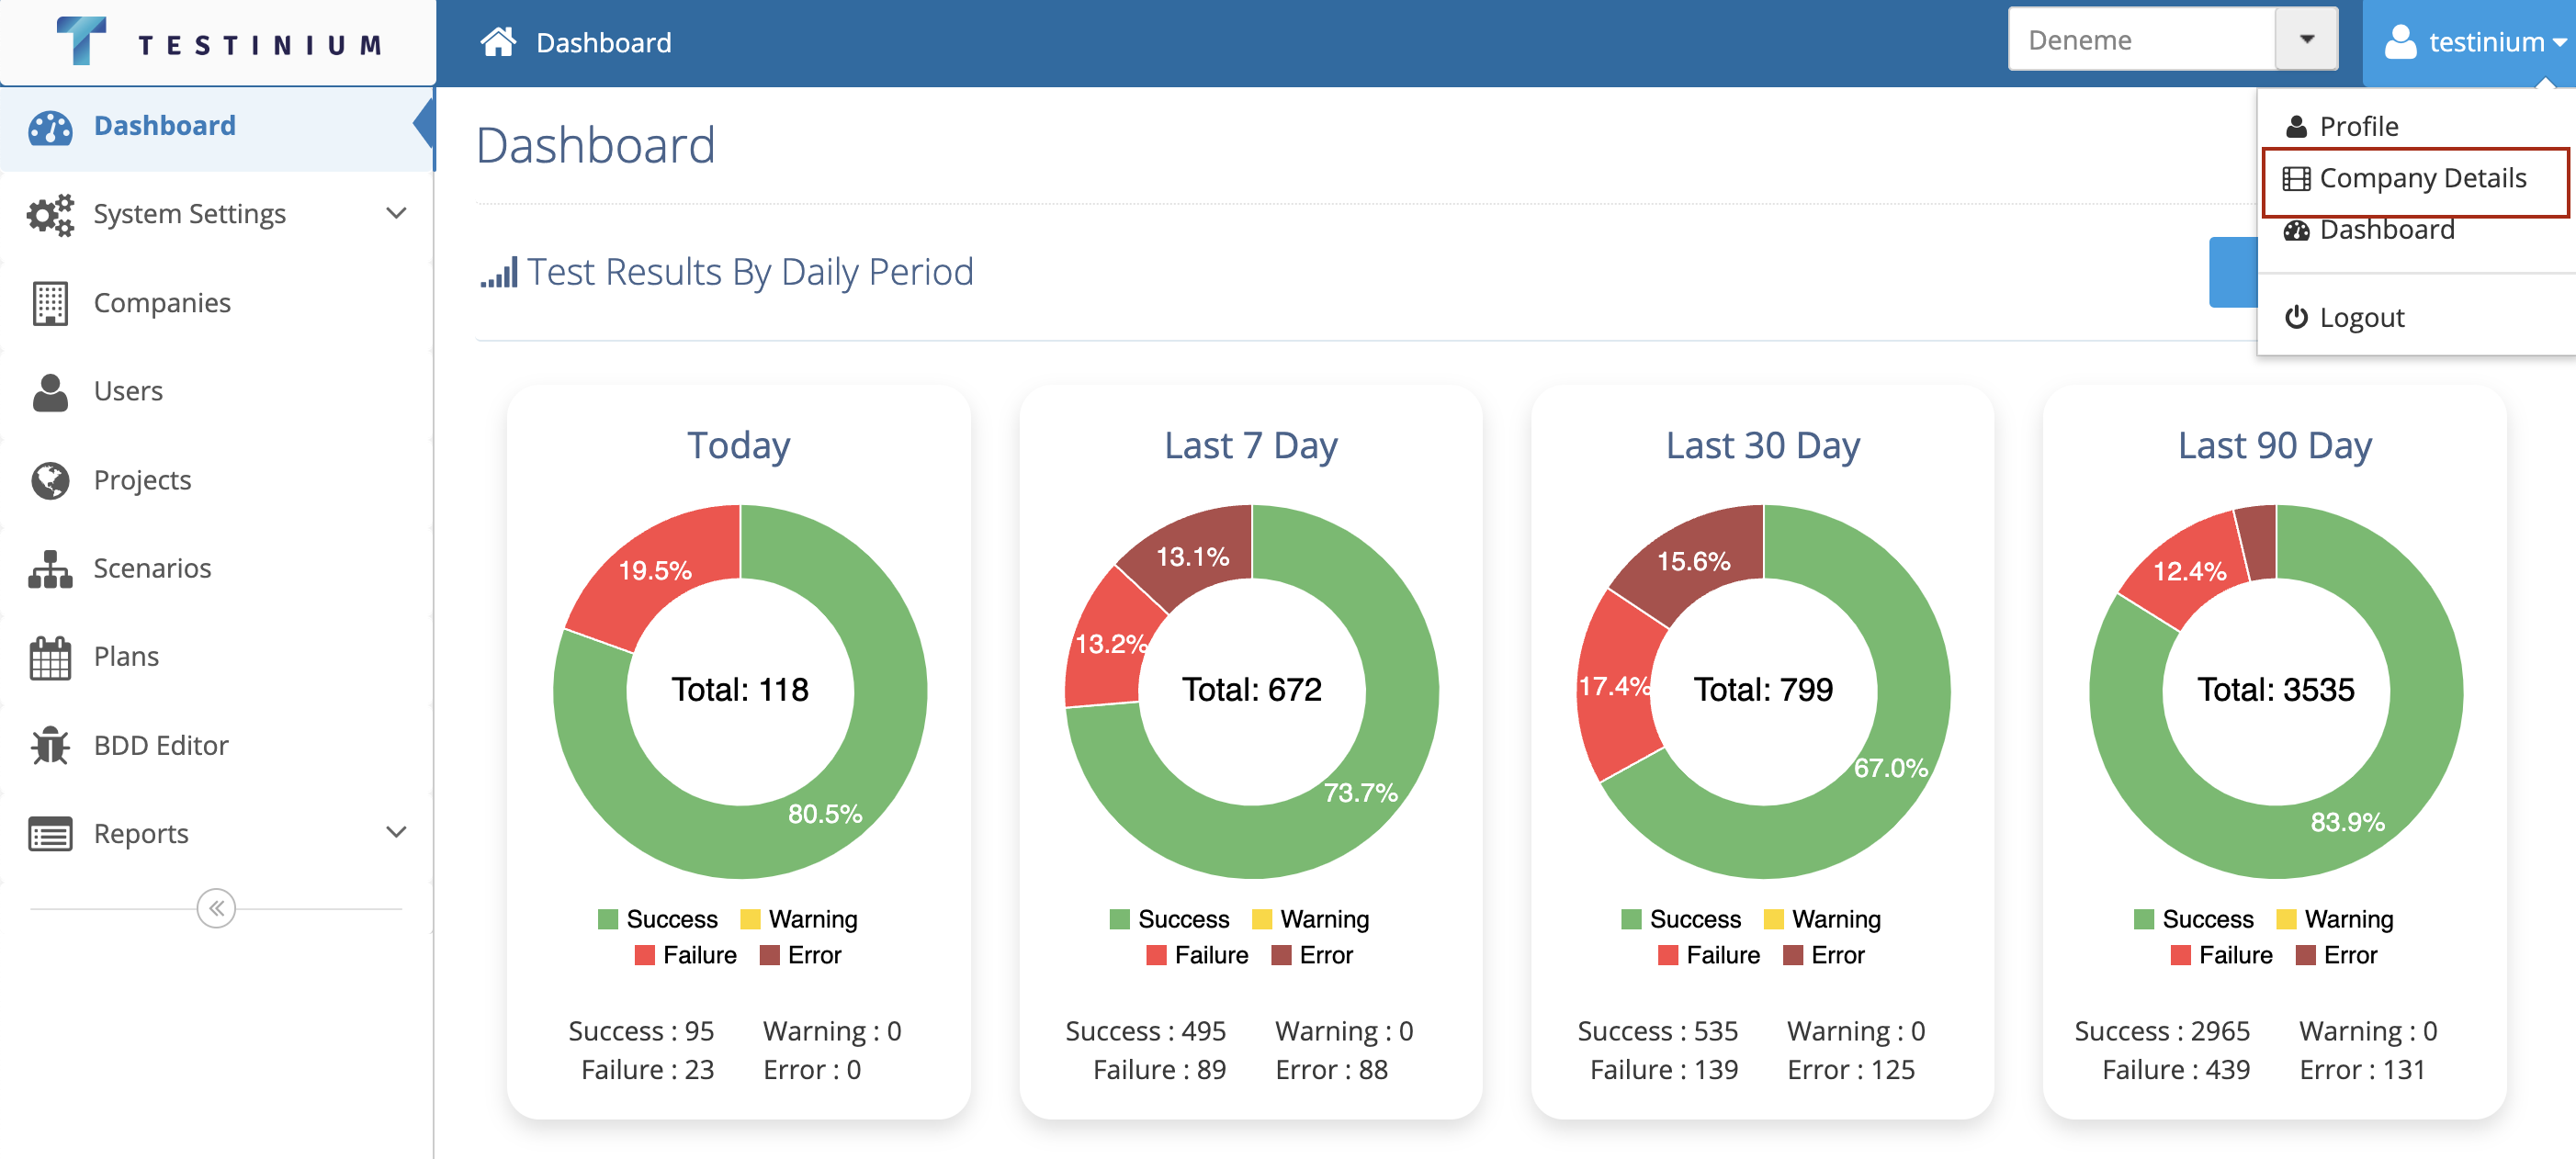 TESTINIUM
Dashboard
Deneme
testinium
Dashboard
System Settings
Companies
Users
Projects
Scenarios
Plans
BDD Editor
Reports
Profile
Company Details
Dashboard
Logout
Dashboard
Test Results By Daily Period
Today
19.5%
Total: 118
80.5%
Success Warning
Failure Error
Success : 95 Warning : 0
Failure : 23 Error : 0
Last 7 Day
13.1%
13.2%
Total: 672
73.7%
Success Warning
Failure Error
Success : 495 Warning : 0
Failure : 89 Error : 88
Last 30 Day
15.6%
17.4%
Total: 799
67.0%
Success Warning
Failure Error
Success : 535 Warning : 0
Failure : 139 Error : 125
Last 90 Day
12.4%
Total: 3535
83.9%
Success Warning
Failure Error
Success : 2965 Warning : 0
Failure : 439 Error : 131